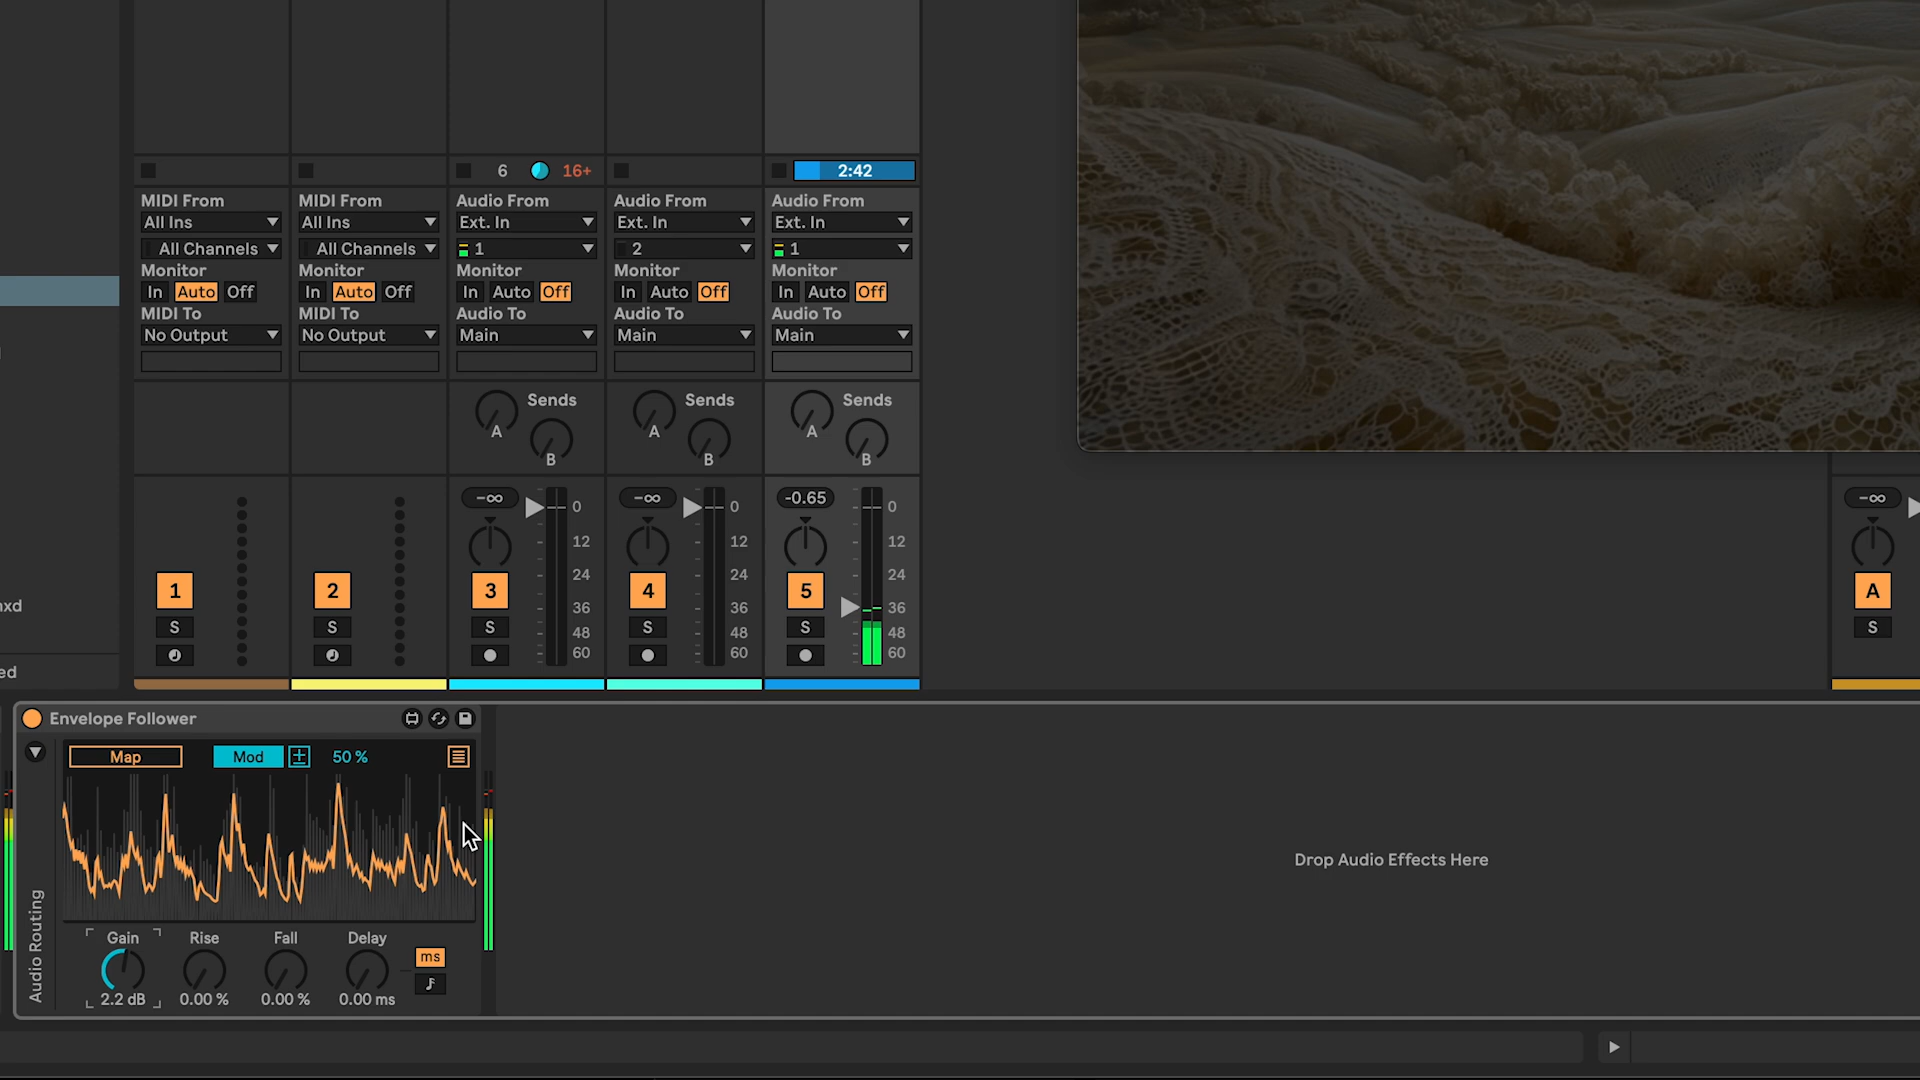 6 16+ 2:42
MIDI From MIDI From Audio From Audio From Audio From
All Ins All Ins Ext. In Ext. In Ext. In
All Channels All Channels 1 2 1
Monitor Monitor Monitor Monitor Monitor
In Auto Off In Auto Off In Auto Off In Auto Off In Auto Off
MIDI To MIDI To Audio To Audio To Audio To
No Output No Output Main Main Main
Sends Sends Sends
A A A
B B B
-∞ -∞ -0.65 -∞
0 0 0
12 12 12
24 24 24
1 2 3 4 5 A
36 36 36
S S S S S S
48 48 48
60 60 60
xd
ed
Envelope Follower
Map Mod ± 50 %
Drop Audio Effects Here
Audio Routing
Gain Rise Fall Delay
ms
2.2 dB 0.00 % 0.00 % 0.00 ms